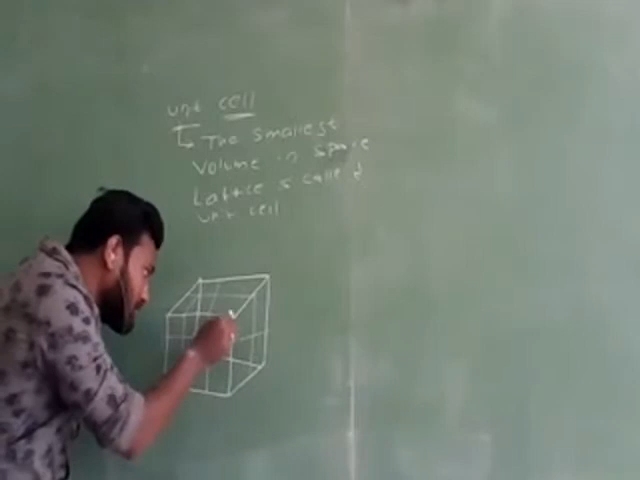 unit cell
The smallest
volume in space
Lattice is called
unit cell